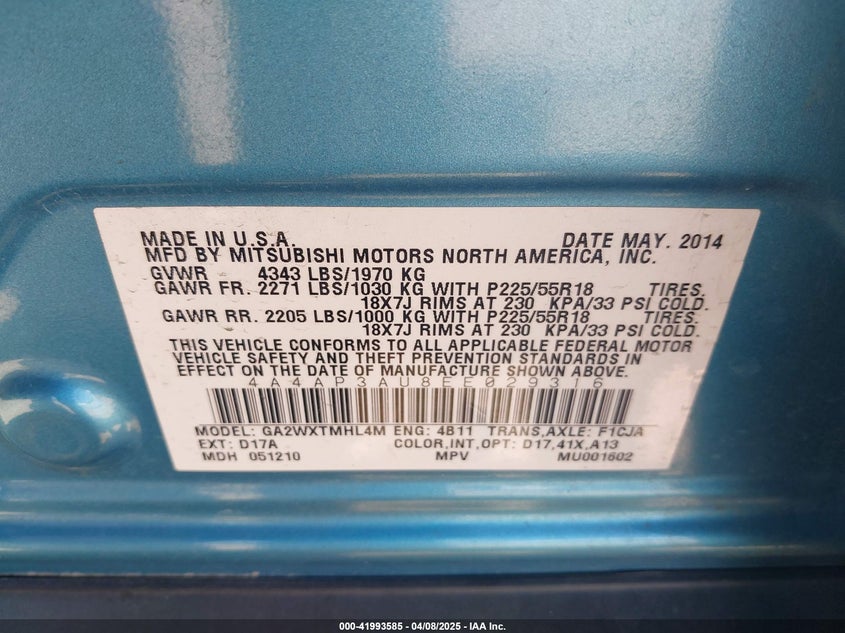 MADE IN U.S.A. DATE MAY. 2014
MFD BY MITSUBISHI MOTORS NORTH AMERICA, INC.
GVWR 4343 LBS/1970 KG
GAWR FR. 2271 LBS/1030 KG WITH P225/55R18 TIRES.
18X7J RIMS AT 230 KPA/33 PSI COLD.
GAWR RR. 2205 LBS/1000 KG WITH P225/55R18 TIRES.
18X7J RIMS AT 230 KPA/33 PSI COLD.
THIS VEHICLE CONFORMS TO ALL APPLICABLE FEDERAL MOTOR
VEHICLE SAFETY AND THEFT PREVENTION STANDARDS IN
EFFECT ON THE DATE OF MANUFACTURE SHOWN ABOVE.
4A4AP3AU8EE029316
MODEL: GA2WXTMHL4M ENG: 4B11 TRANS,AXLE: F1CJA
EXT: D17A COLOR,INT,OPT: D17,41X,A13
MDH 051210 MPV MU001602
000-41993585 - 04/08/2025 - IAA Inc.